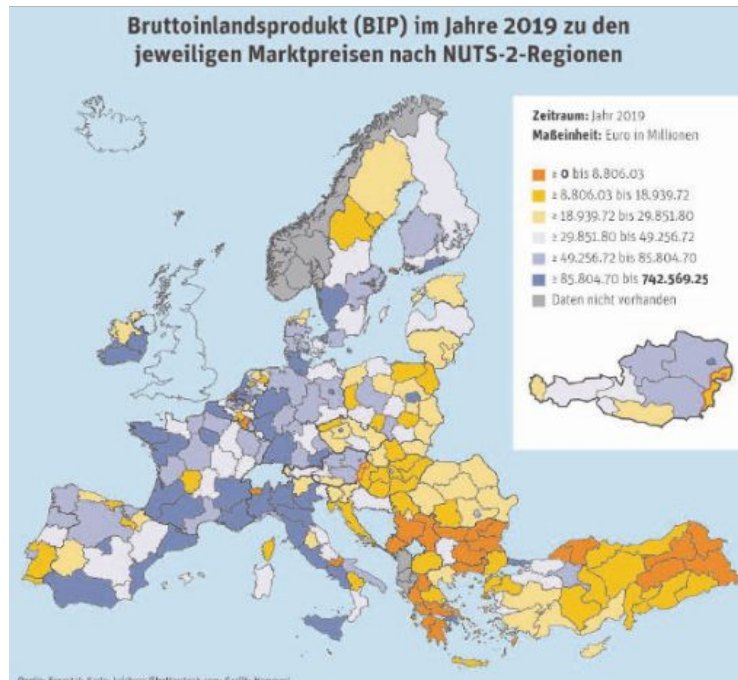 Bruttoinlandsprodukt (BIP) im Jahre 2019 zu den
jeweiligen Marktpreisen nach NUTS-2-Regionen
Zeitraum: Jahr 2019
Maßeinheit: Euro in Millionen
≥ 0 bis 8.806.03
≥ 8.806.03 bis 18.939.72
≥ 18.939.72 bis 29.851.80
≥ 29.851.80 bis 49.256.72
≥ 49.256.72 bis 85.804.70
≥ 85.804.70 bis 742.569.25
Daten nicht vorhanden